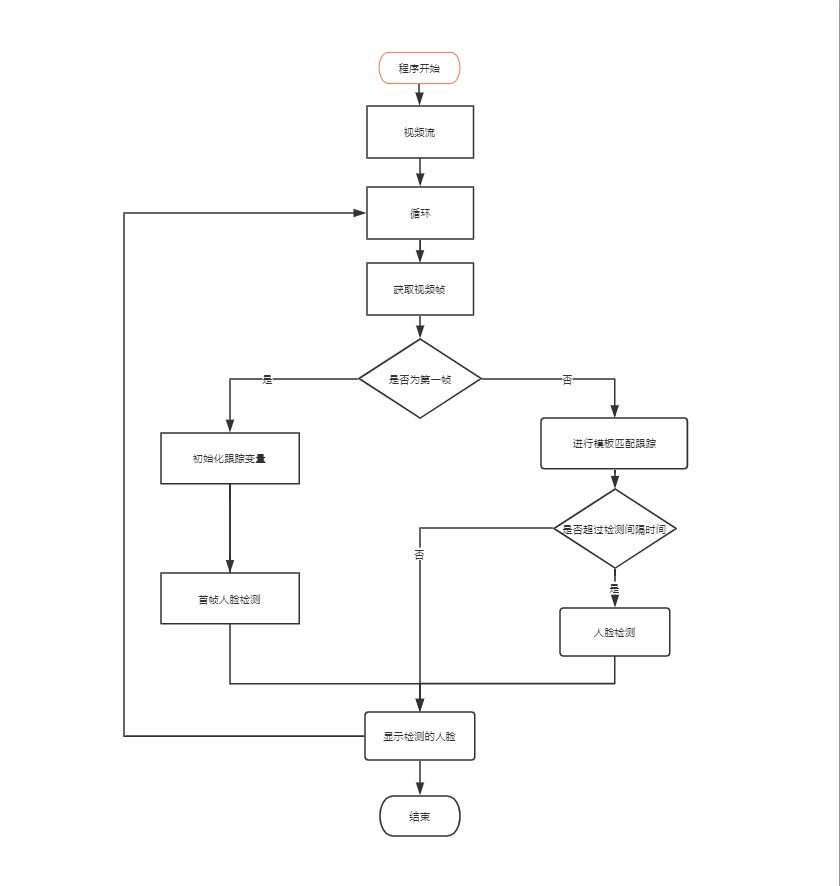 程序开始
视频流
循环
获取视频帧
是否为第一帧
是
否
初始化跟踪变量
进行模板匹配跟踪
是否超过检测间隔时间
否
是
首帧人脸检测
人脸检测
显示检测的人脸
结束